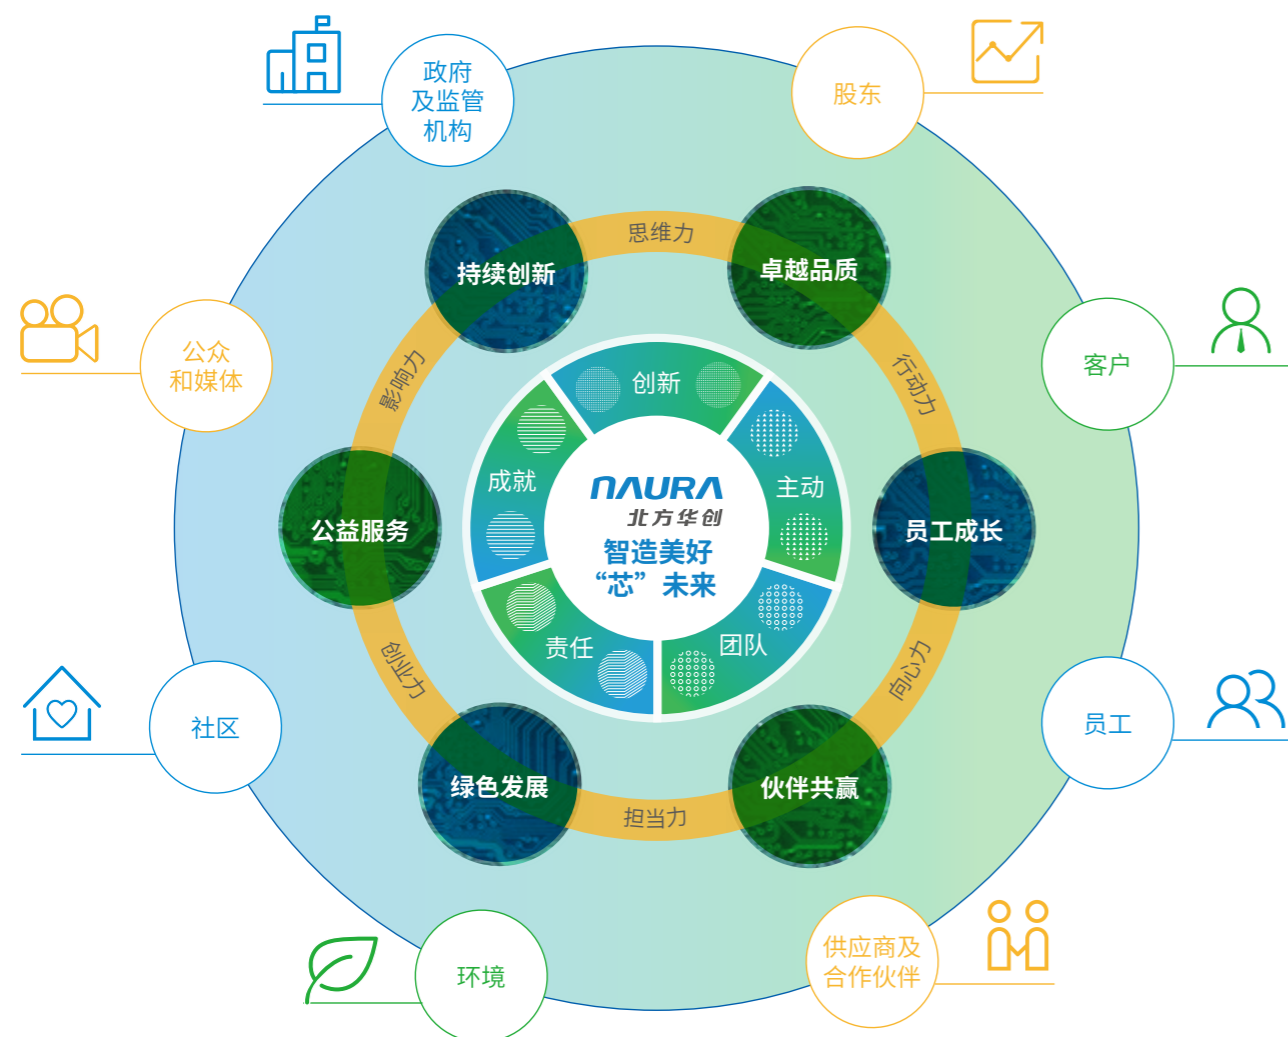 政府
及监管
机构
股东
思维力
持续创新
卓越品质
公众
和媒体
影响力
行动力
客户
创新
成就
主动
NAURA
北方华创
智造美好
“芯”未来
公益服务
员工成长
责任
团队
创业力
向心力
社区
员工
绿色发展
伙伴共赢
担当力
环境
供应商及
合作伙伴